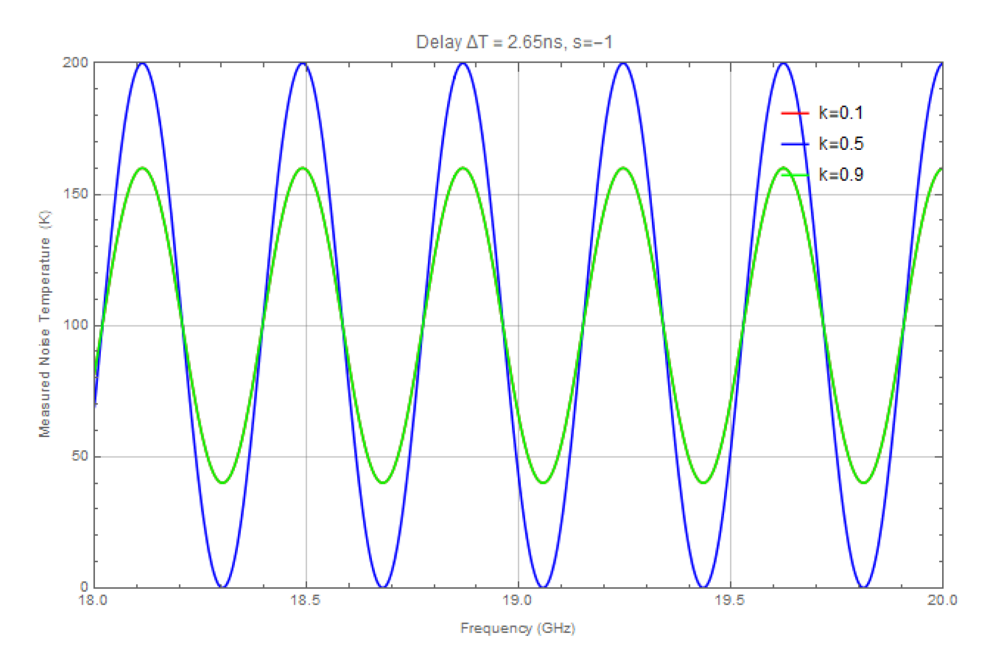 Delay ΔT = 2.65ns, s=−1
200
150
100
50
0
Measured Noise Temperature (K)
k=0.1
k=0.5
k=0.9
18.0 18.5 19.0 19.5 20.0
Frequency (GHz)